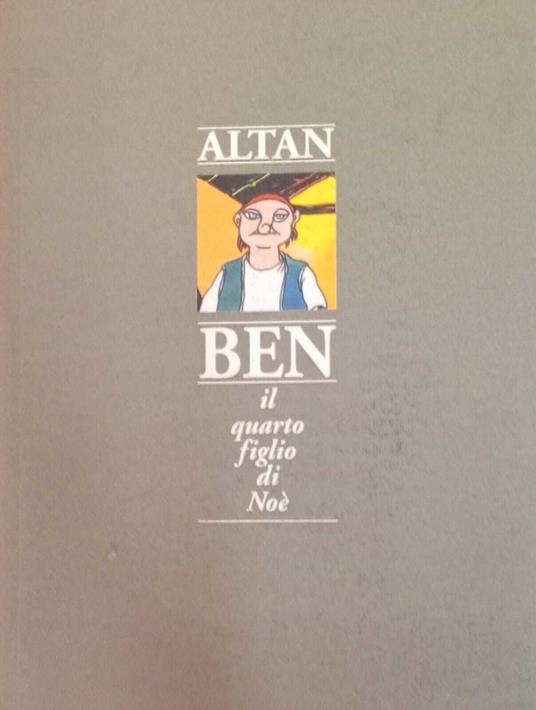 ALTAN
BEN
il
quarto
figlio
di
Noè